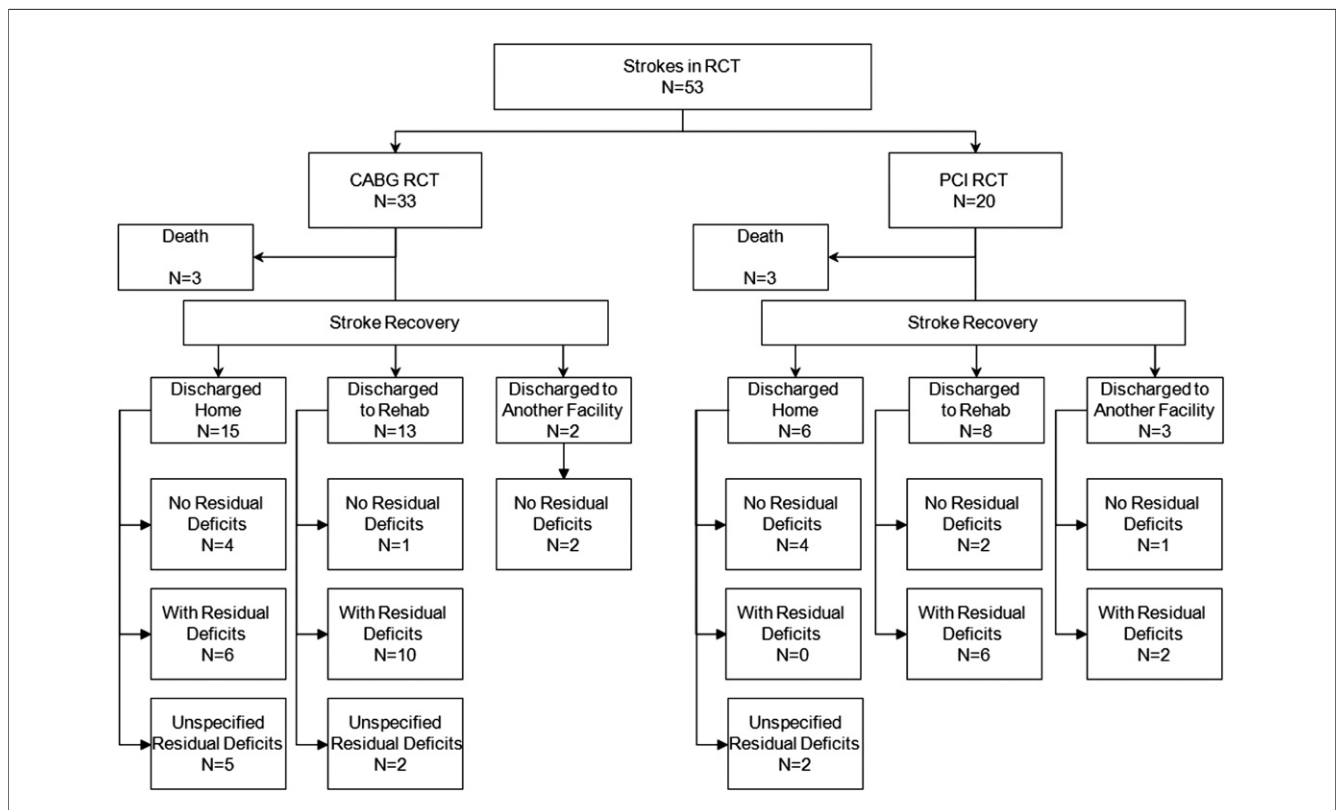 Strokes in RCT
N=53
CABG RCT
N=33
PCI RCT
N=20
Death
N=3
Death
N=3
Stroke Recovery
Stroke Recovery
Discharged
Home
N=15
Discharged
to Rehab
N=13
Discharged to
Another Facility
N=2
Discharged
Home
N=6
Discharged
to Rehab
N=8
Discharged to
Another Facility
N=3
No Residual
Deficits
N=4
No Residual
Deficits
N=1
No Residual
Deficits
N=2
No Residual
Deficits
N=4
No Residual
Deficits
N=2
No Residual
Deficits
N=1
With Residual
Deficits
N=6
With Residual
Deficits
N=10
With Residual
Deficits
N=0
With Residual
Deficits
N=6
With Residual
Deficits
N=2
Unspecified
Residual Deficits
N=5
Unspecified
Residual Deficits
N=2
Unspecified
Residual Deficits
N=2